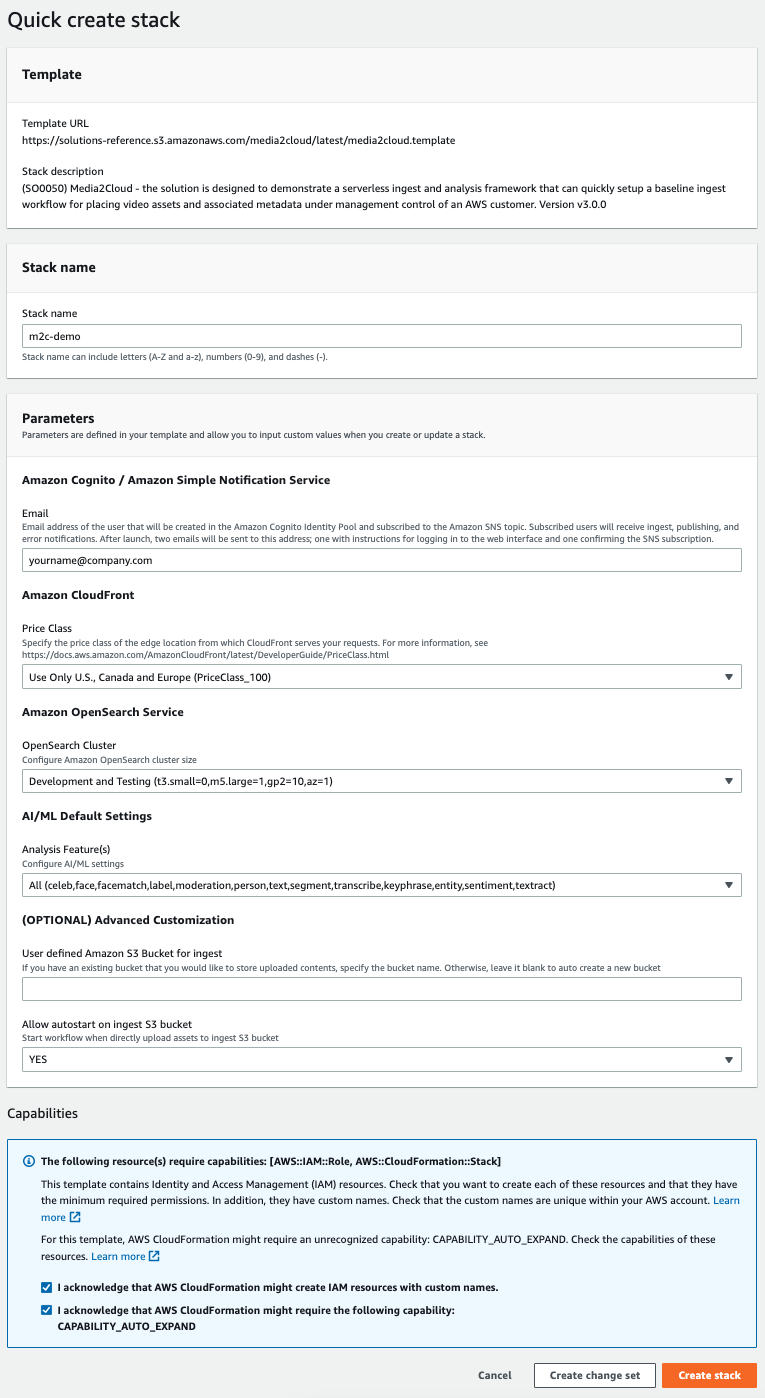 Quick create stack
Template
Template URL
https://solutions-reference.s3.amazonaws.com/media2cloud/latest/media2cloud.template
Stack description
(SO0050) Media2Cloud - the solution is designed to demonstrate a serverless ingest and analysis framework that can quickly setup a baseline ingest
workflow for placing video assets and associated metadata under management control of an AWS customer. Version v3.0.0
Stack name
Stack name
m2c-demo
Stack name can include letters (A-Z and a-z), numbers (0-9), and dashes (-).
Parameters
Parameters are defined in your template and allow you to input custom values when you create or update a stack.
Amazon Cognito / Amazon Simple Notification Service
Email
Email address of the user that will be created in the Amazon Cognito Identity Pool and subscribed to the Amazon SNS topic. Subscribed users will receive ingest, publishing, and
error notifications. After launch, two emails will be sent to this address; one with instructions for logging in to the web interface and one confirming the SNS subscription.
yourname@company.com
Amazon CloudFront
Price Class
Specify the price class of the edge location from which CloudFront serves your requests. For more information, see
https://docs.aws.amazon.com/AmazonCloudFront/latest/DeveloperGuide/PriceClass.html
Use Only U.S., Canada and Europe (PriceClass_100)
Amazon OpenSearch Service
OpenSearch Cluster
Configure Amazon OpenSearch cluster size
Development and Testing (t3.small=0,m5.large=1,gp2=10,az=1)
AI/ML Default Settings
Analysis Feature(s)
Configure AI/ML settings
All (celeb,face,facematch,label,moderation,person,text,segment,transcribe,keyphrase,entity,sentiment,textract)
(OPTIONAL) Advanced Customization
User defined Amazon S3 Bucket for ingest
If you have an existing bucket that you would like to store uploaded contents, specify the bucket name. Otherwise, leave it blank to auto create a new bucket
Allow autostart on ingest S3 bucket
Start workflow when directly upload assets to ingest S3 bucket
YES
Capabilities
The following resource(s) require capabilities: [AWS::IAM::Role, AWS::CloudFormation::Stack]
This template contains Identity and Access Management (IAM) resources. Check that you want to create each of these resources and that they have
the minimum required permissions. In addition, they have custom names. Check that the custom names are unique within your AWS account. Learn
more
For this template, AWS CloudFormation might require an unrecognized capability: CAPABILITY_AUTO_EXPAND. Check the capabilities of these
resources. Learn more
I acknowledge that AWS CloudFormation might create IAM resources with custom names.
I acknowledge that AWS CloudFormation might require the following capability:
CAPABILITY_AUTO_EXPAND
Cancel
Create change set
Create stack